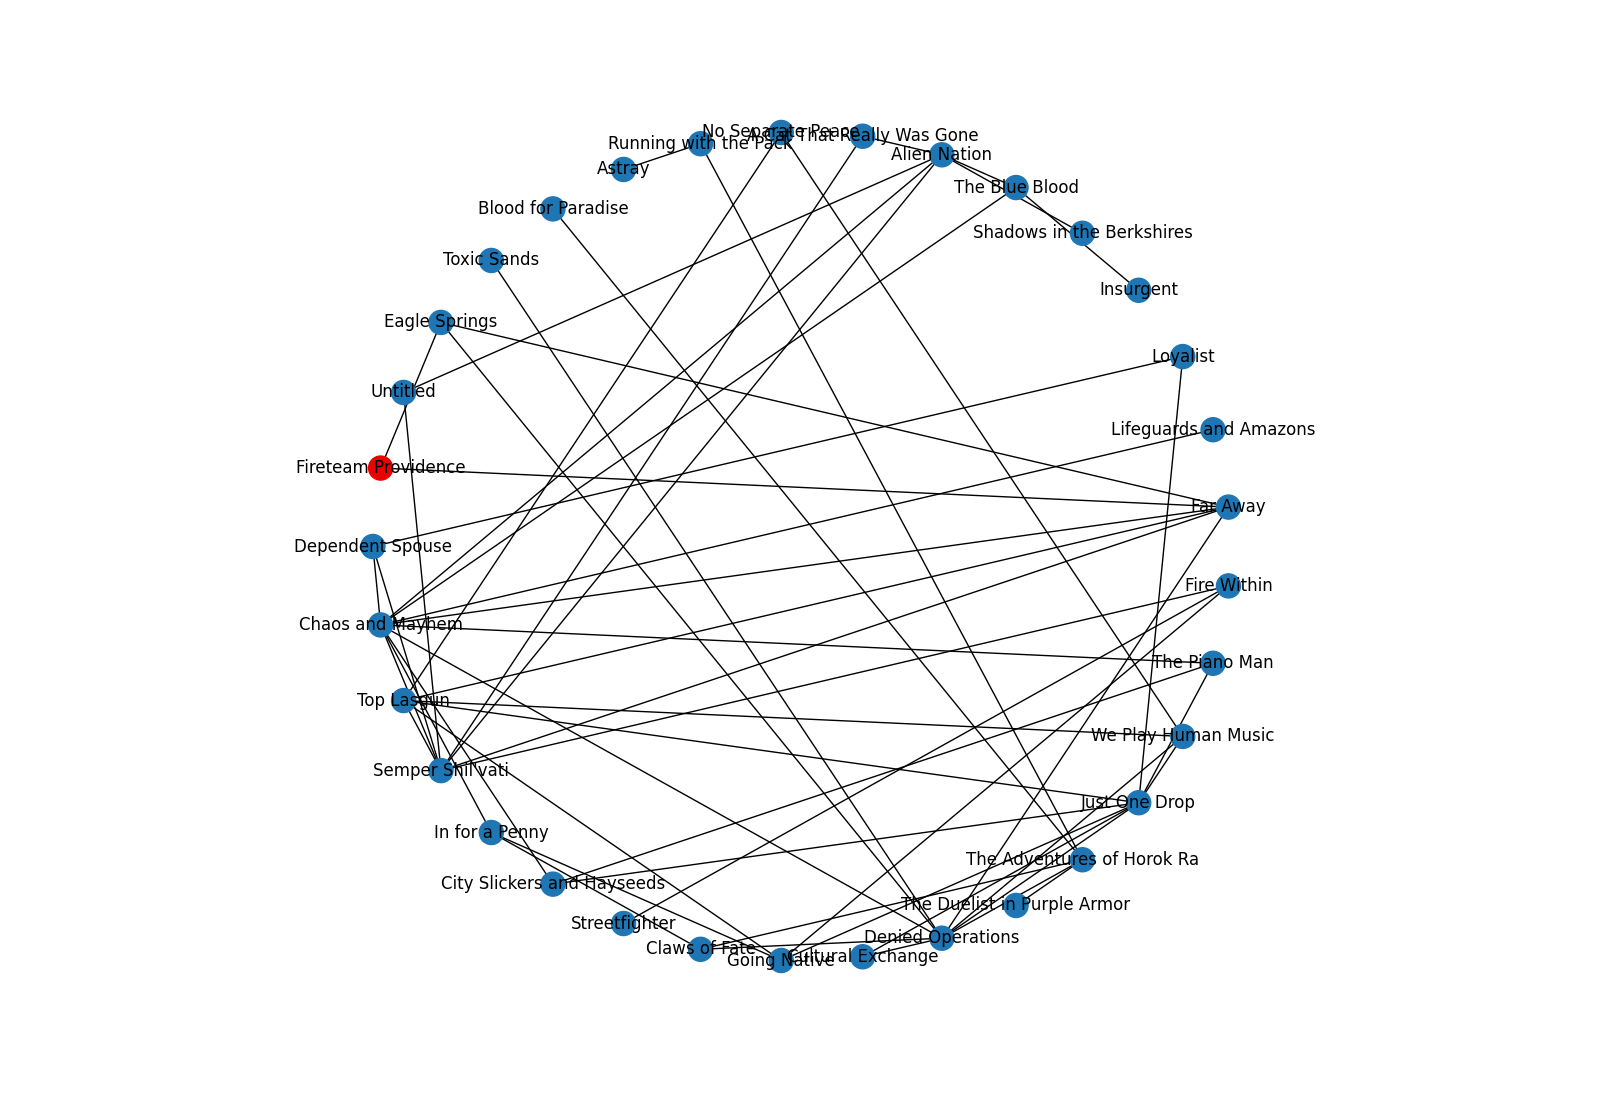 No Separate Peace
A Cat That Really Was Gone
Running with the Pack
Alien Nation
Astray
The Blue Blood
Blood for Paradise
Shadows in the Berkshires
Toxic Sands
Insurgent
Eagle Springs
Loyalist
Untitled
Lifeguards and Amazons
Fireteam Providence
Far Away
Dependent Spouse
Fire Within
Chaos and Mayhem
The Piano Man
Top Lasgun
We Play Human Music
Semper Shil'vati
Just One Drop
In for a Penny
The Adventures of Horok Ra
City Slickers and Hayseeds
The Duelist in Purple Armor
Streetfighter
Denied Operations
Claws of Fate
Cultural Exchange
Going Native